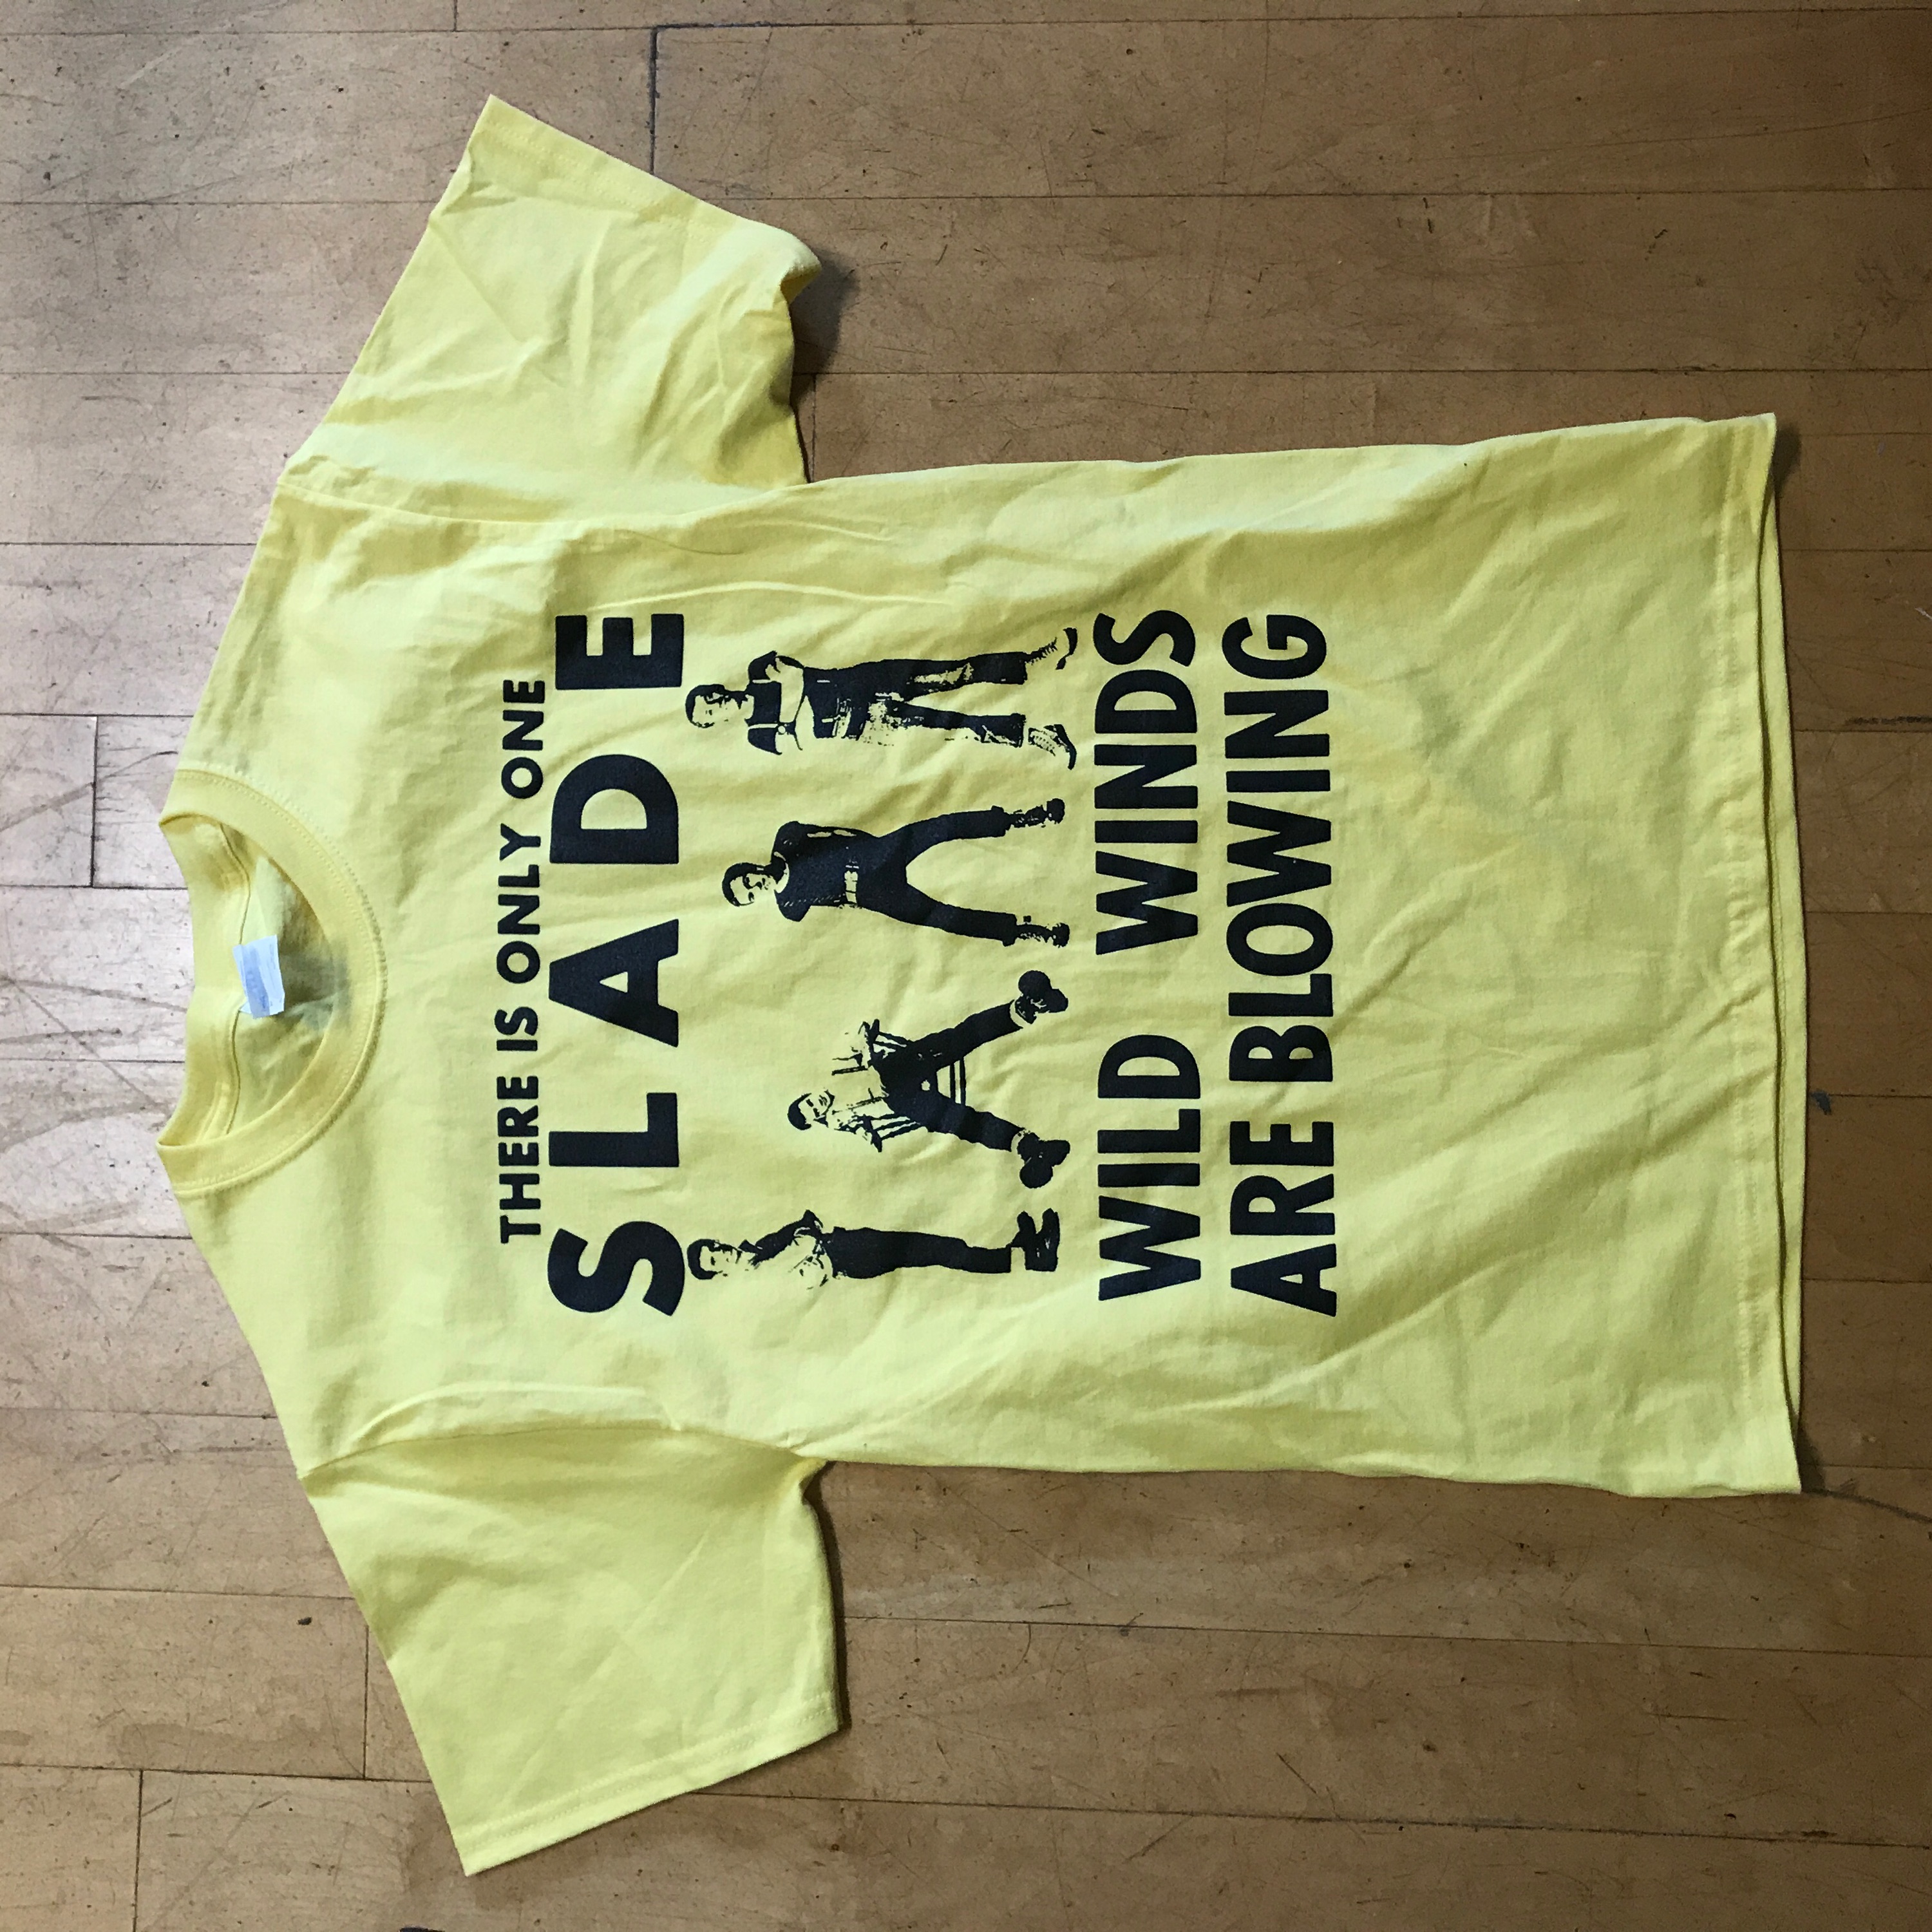 THERE IS ONLY ONE
SLADE
WILD WINDS
ARE BLOWING